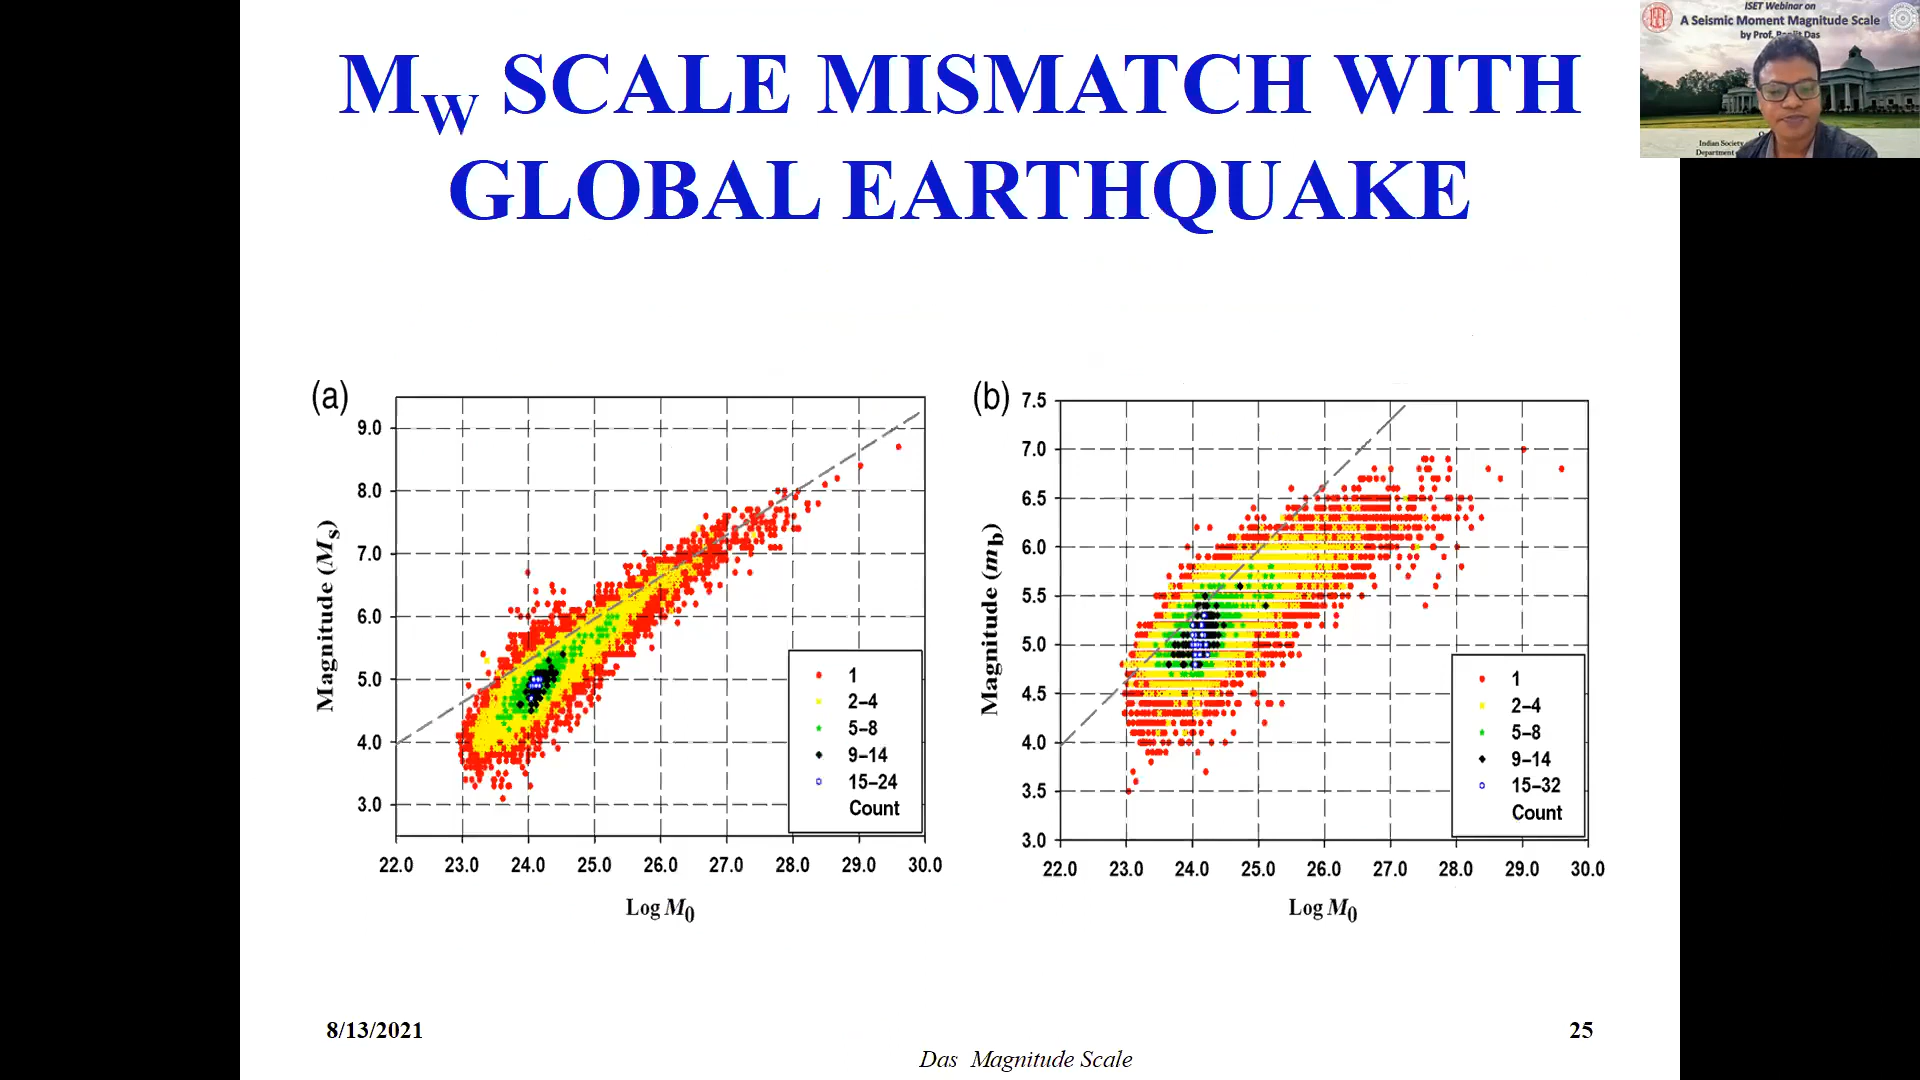 M_W SCALE MISMATCH WITH
GLOBAL EARTHQUAKE
ISET Webinar on
A Seismic Moment Magnitude Scale
by Prof. Ranjit Das
Indian Society
Department
(a)
Magnitude (M_s)
9.0
8.0
7.0
6.0
5.0
4.0
3.0
22.0 23.0 24.0 25.0 26.0 27.0 28.0 29.0 30.0
Log M_0
1
2–4
5–8
9–14
15–24
Count
(b)
Magnitude (m_b)
7.5
7.0
6.5
6.0
5.5
5.0
4.5
4.0
3.5
3.0
22.0 23.0 24.0 25.0 26.0 27.0 28.0 29.0 30.0
Log M_0
1
2–4
5–8
9–14
15–32
Count
8/13/2021
25
Das Magnitude Scale